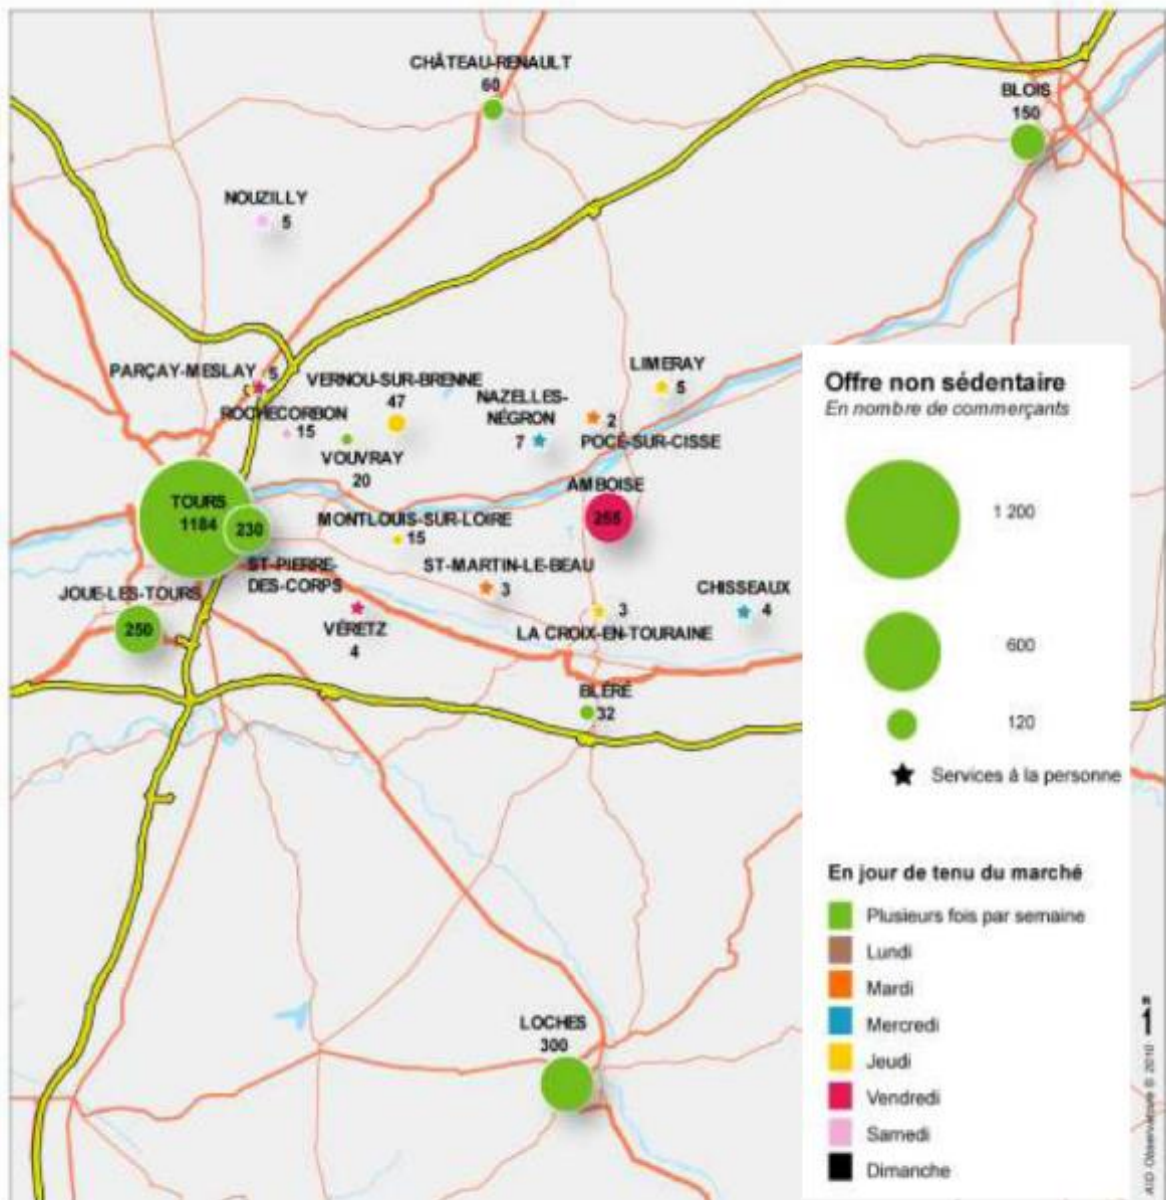 CHÂTEAU-RENAULT
60
BLOIS
150
NOUZILLY
5
PARÇAY-MESLAY
5
VERNOU-SUR-BRENNE
47
ROCHECORBON
15
VOUVRAY
20
NAZELLES-
NÉGRON
7
LIMERAY
5
2
POCÉ-SUR-CISSE
AMBOISE
TOURS
1184
230
MONTLOUIS-SUR-LOIRE
15
ST-PIERRE-
DES-CORPS
ST-MARTIN-LE-BEAU
3
CHISSEAUX
4
JOUE-LES-TOURS
250
VÉRETZ
4
3
LA CROIX-EN-TOURAINE
BLÉRÉ
32
LOCHES
300
Offre non sédentaire
En nombre de commerçants
1 200
600
120
Services à la personne
En jour de tenu du marché
Plusieurs fois par semaine
Lundi
Mardi
Mercredi
Jeudi
Vendredi
Samedi
Dimanche
AID Observatoire © 2010